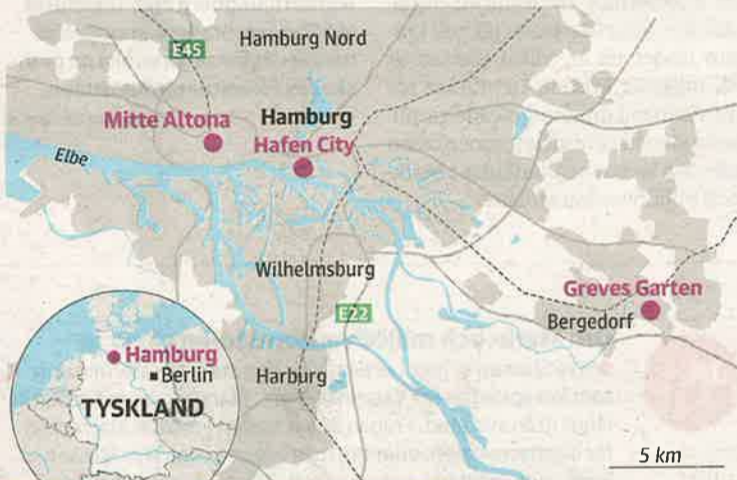 E45
Hamburg Nord
Mitte Altona
Hamburg
Hafen City
Elbe
Wilhelmsburg
Greves Garten
E22
Bergedorf
Hamburg
Berlin
Harburg
TYSKLAND
5 km